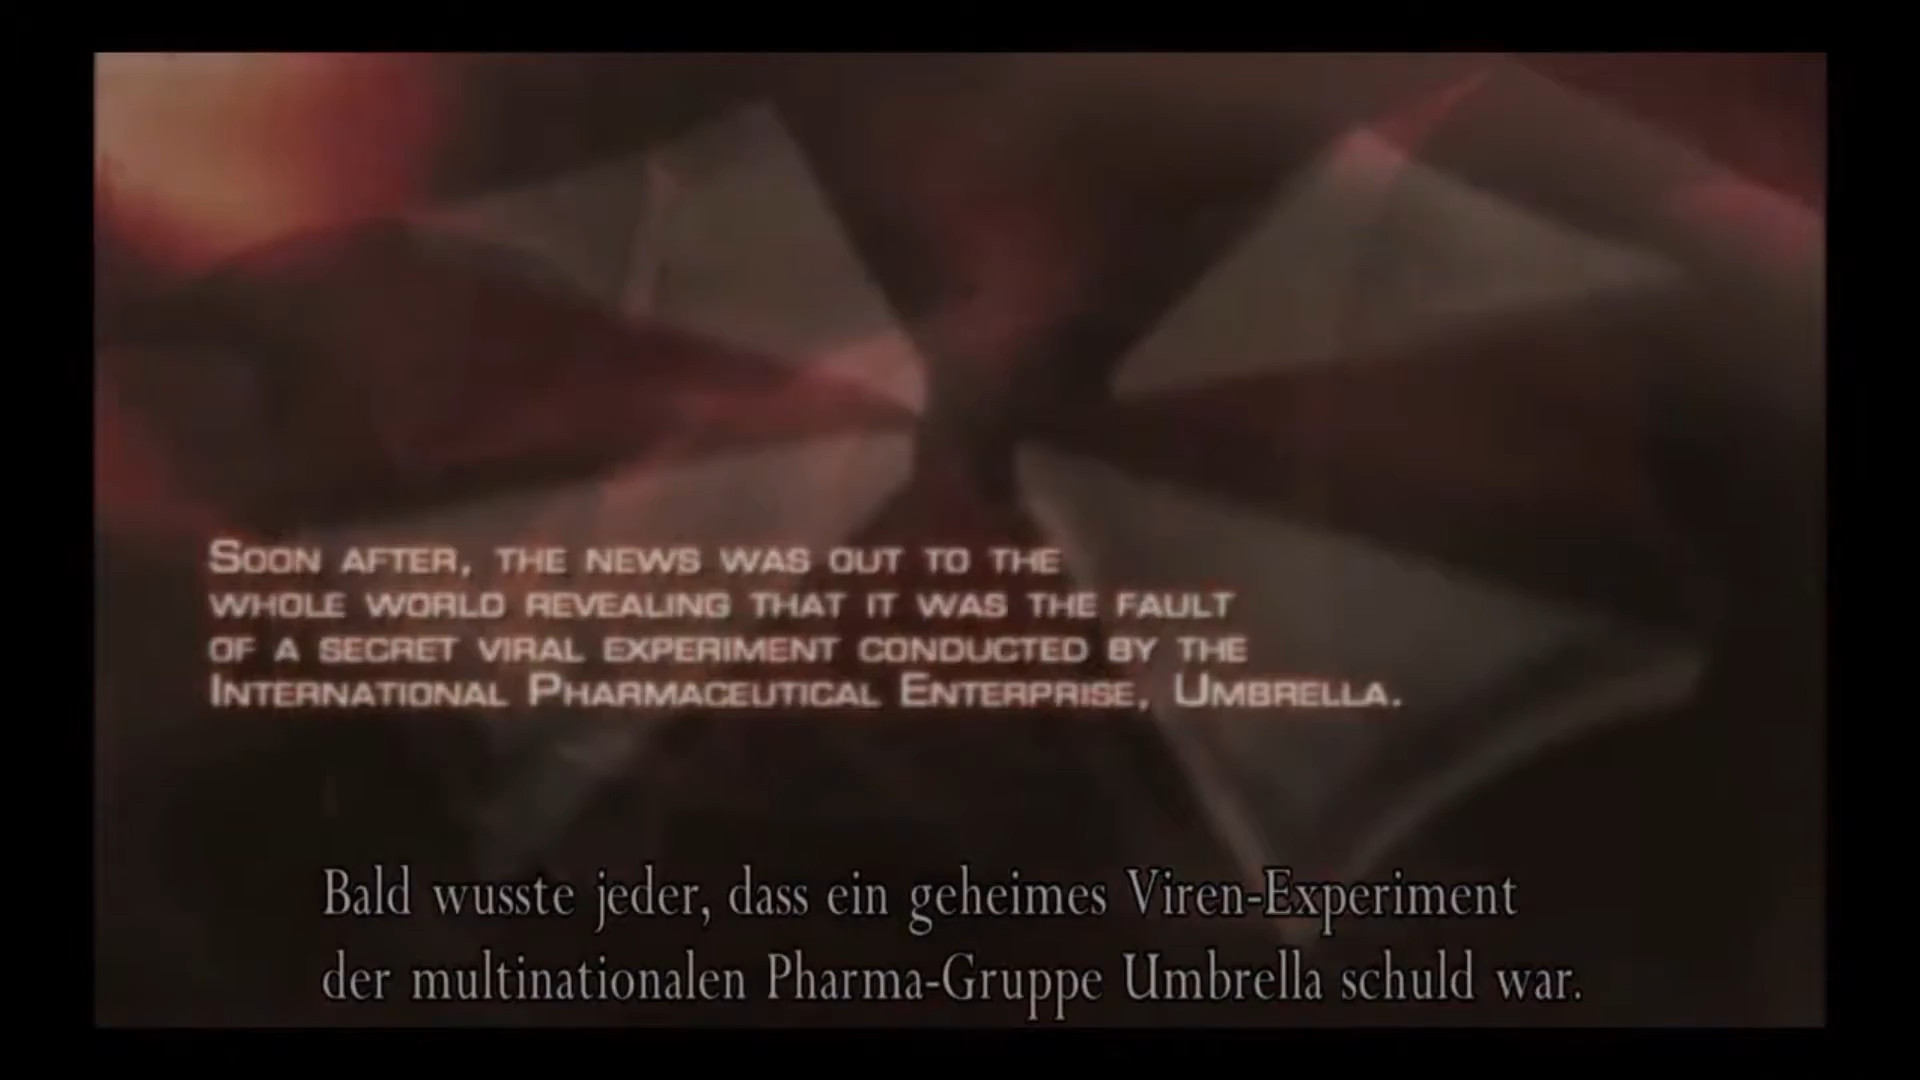 Soon after, the news was out to the
whole world revealing that it was the fault
of a secret viral experiment conducted by the
International Pharmaceutical Enterprise, Umbrella.
Bald wusste jeder, dass ein geheimes Viren-Experiment
der multinationalen Pharma-Gruppe Umbrella schuld war.